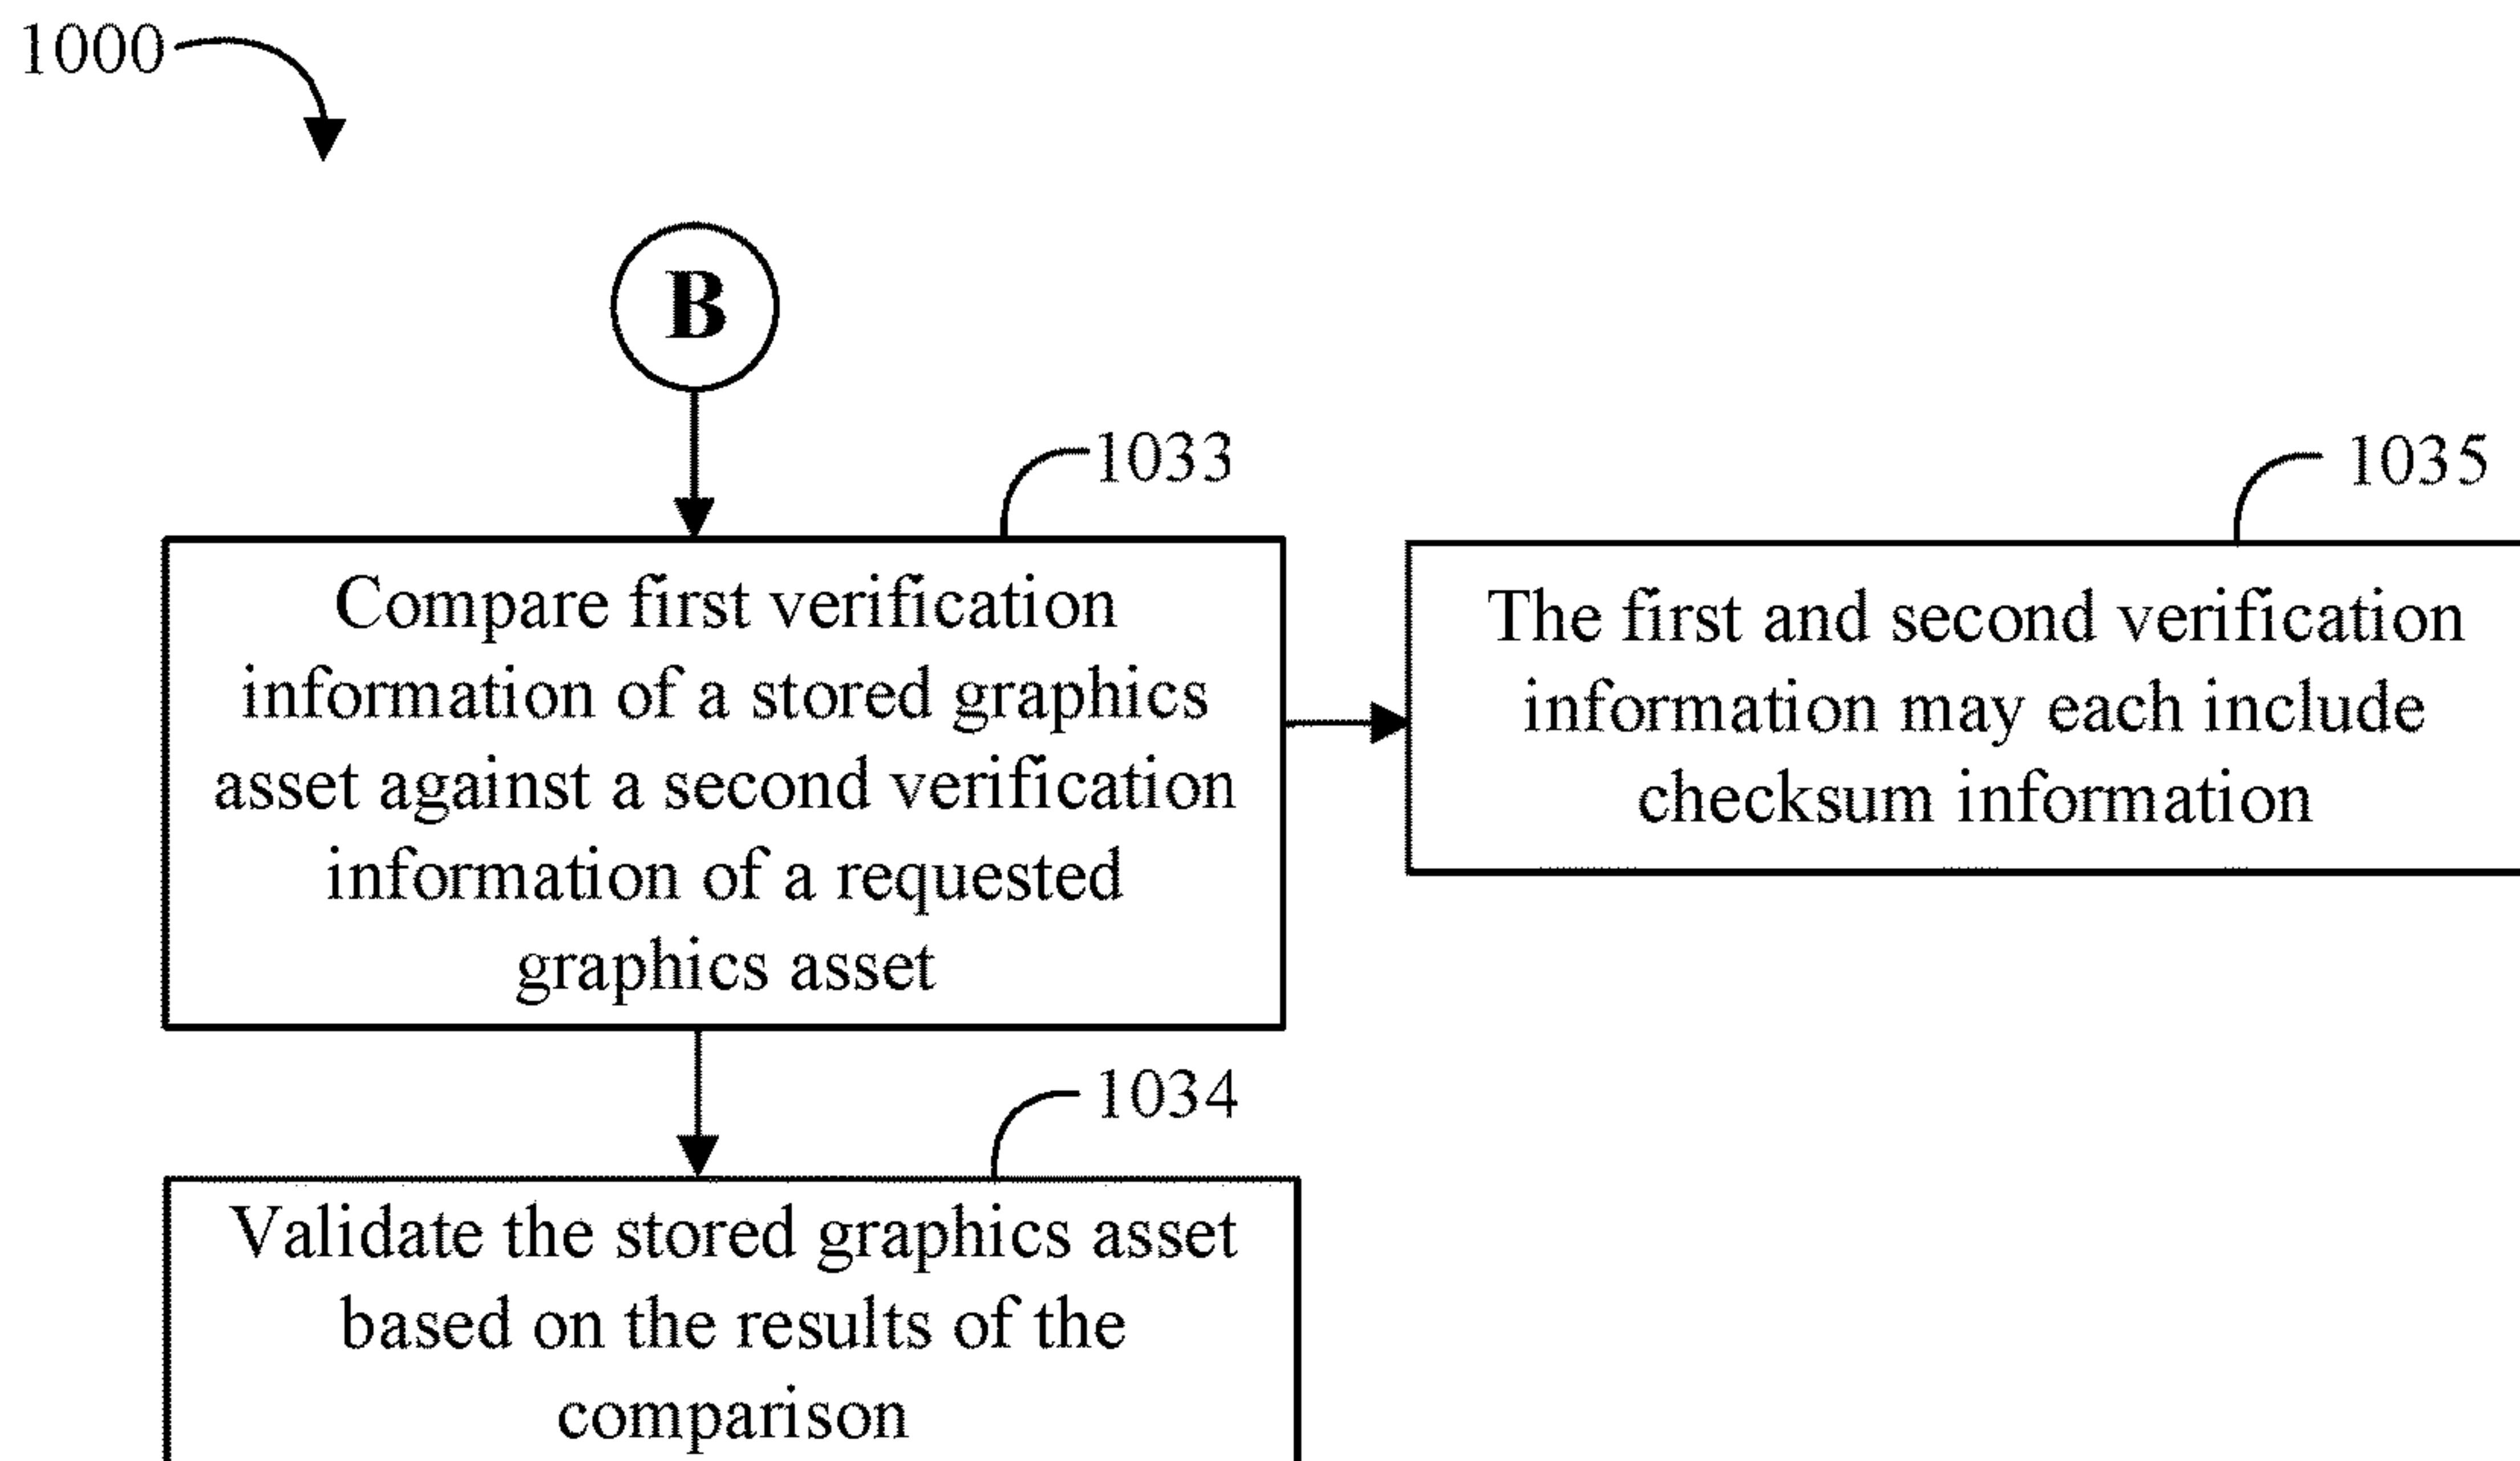 1000
B
1033
Compare first verification
information of a stored graphics
asset against a second verification
information of a requested
graphics asset
1035
The first and second verification
information may each include
checksum information
1034
Validate the stored graphics asset
based on the results of the
comparison